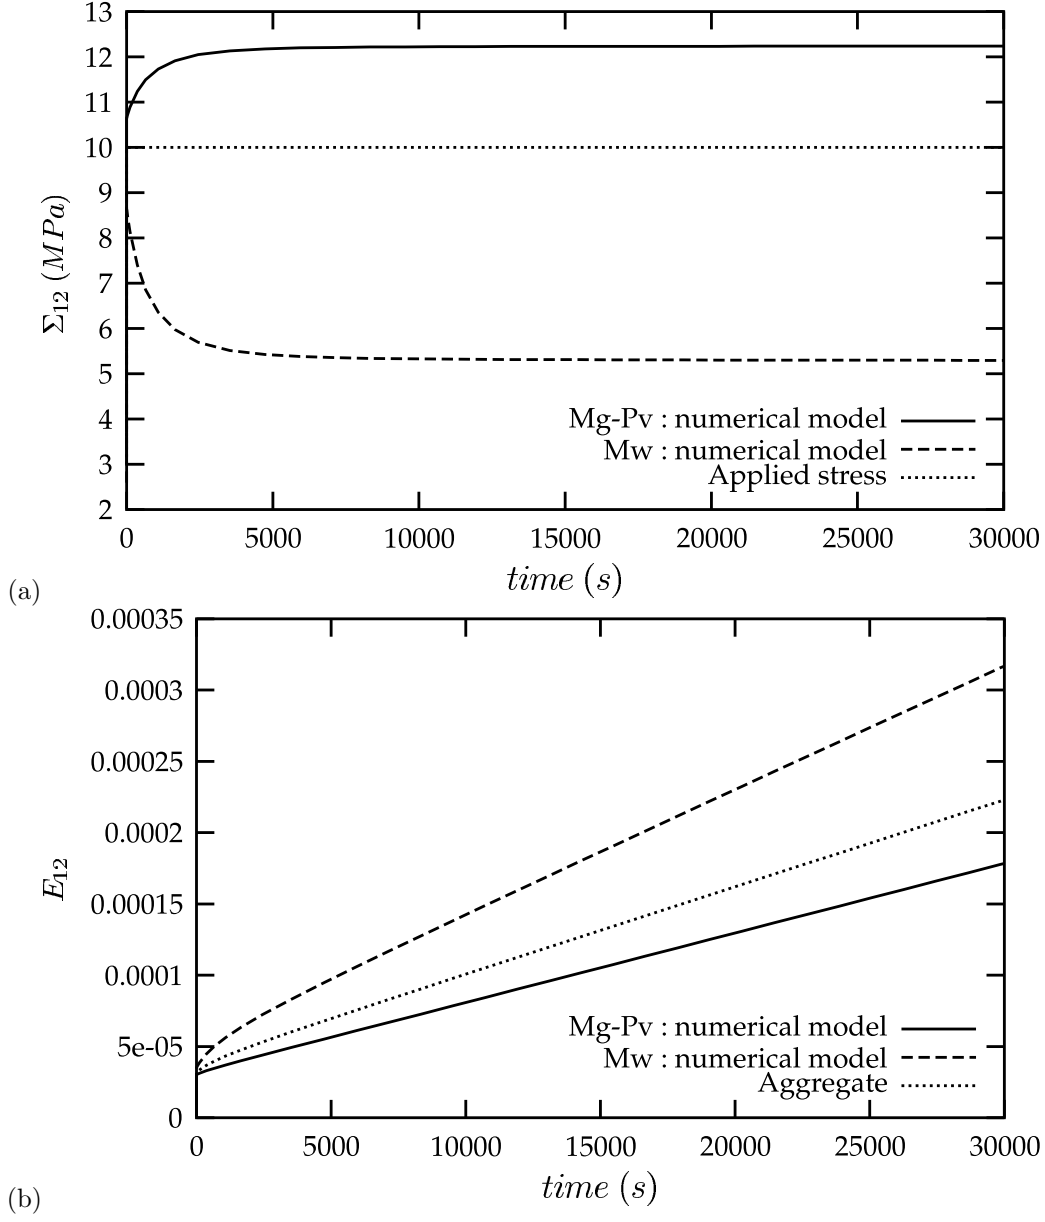 13
12
11
10
9
8
7
6
5
4
3
2
Σ12 (MPa)
Mg-Pv : numerical model
Mw : numerical model
Applied stress
0 5000 10000 15000 20000 25000 30000
time (s)
(a)
0.00035
0.0003
0.00025
0.0002
0.00015
0.0001
5e-05
0
E12
Mg-Pv : numerical model
Mw : numerical model
Aggregate
0 5000 10000 15000 20000 25000 30000
time (s)
(b)